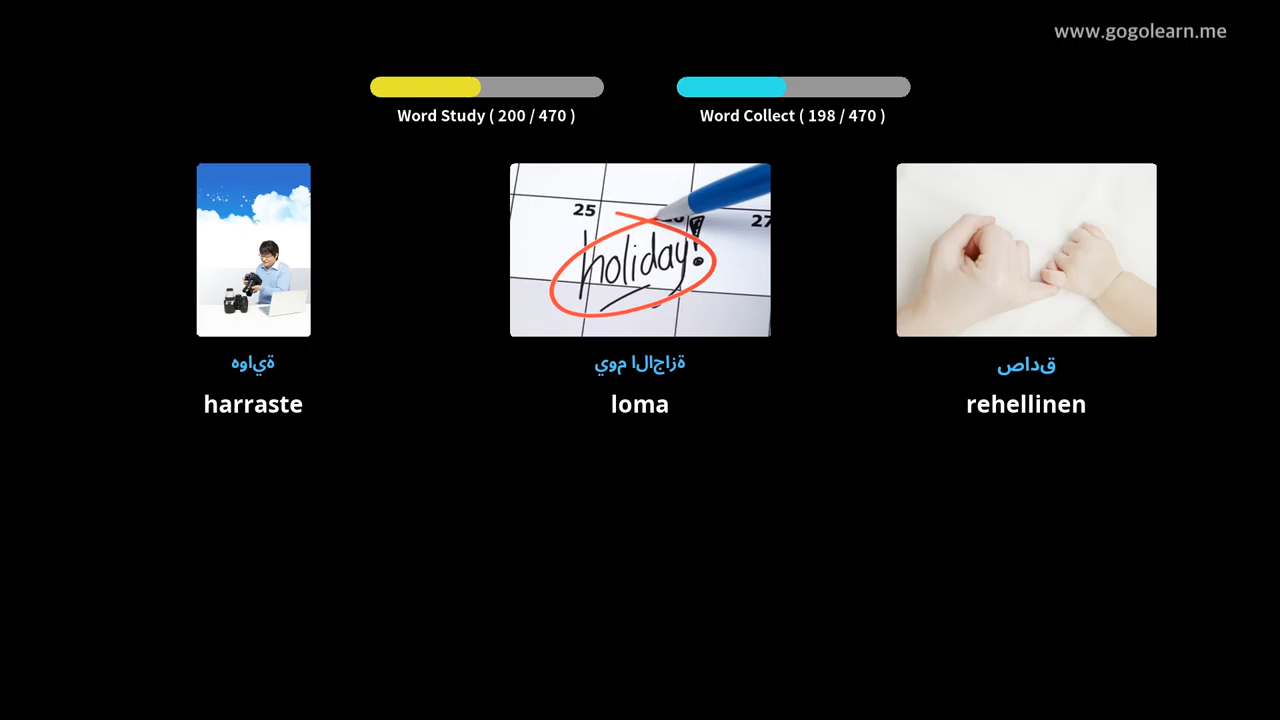 www.gogolearn.me
Word Study ( 200 / 470 )
Word Collect ( 198 / 470 )
25
27
holiday!
هواية
يوم الاجازة
صادق
harraste
loma
rehellinen